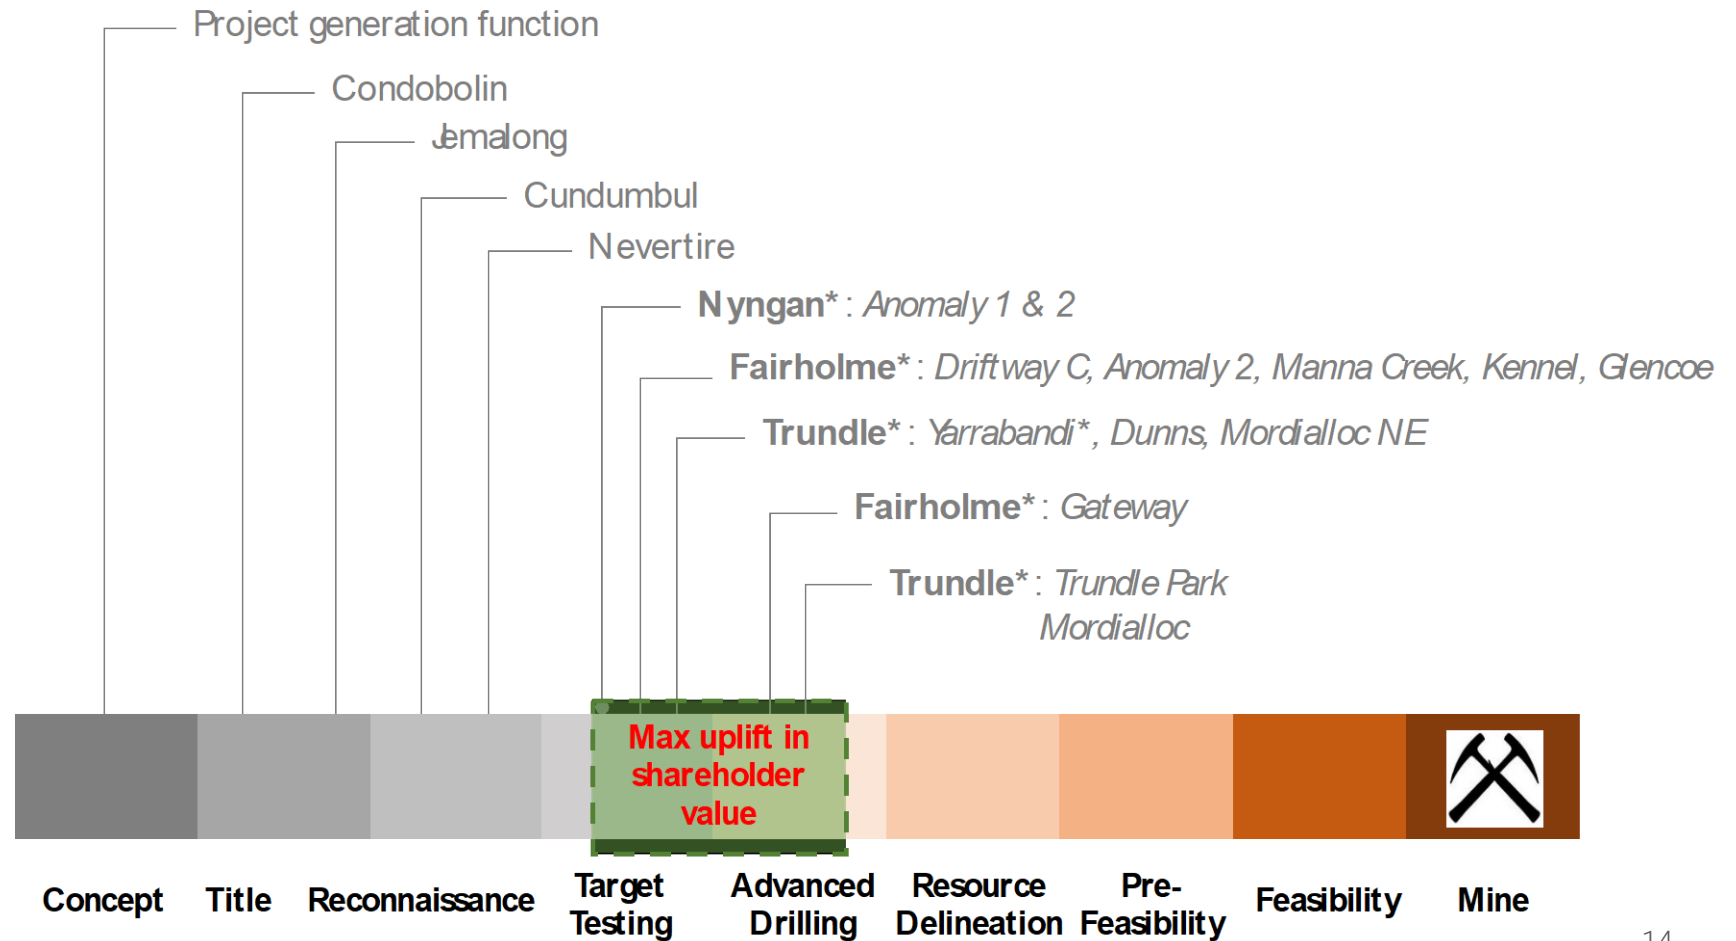 Project generation function
Condobolin
Jemalong
Cundumbul
Nevertire
Nyngan* : Anomaly 1 & 2
Fairholme* : Driftway C, Anomaly 2, Manna Creek, Kennel, Glencoe
Trundle* : Yarrabandi*, Dunns, Mordialloc NE
Fairholme* : Gateway
Trundle* : Trundle Park
Mordialloc
Max uplift in
shareholder
value
Concept
Title
Reconnaissance
Target
Testing
Advanced
Drilling
Resource
Delineation
Pre-
Feasibility
Feasibility
Mine
14